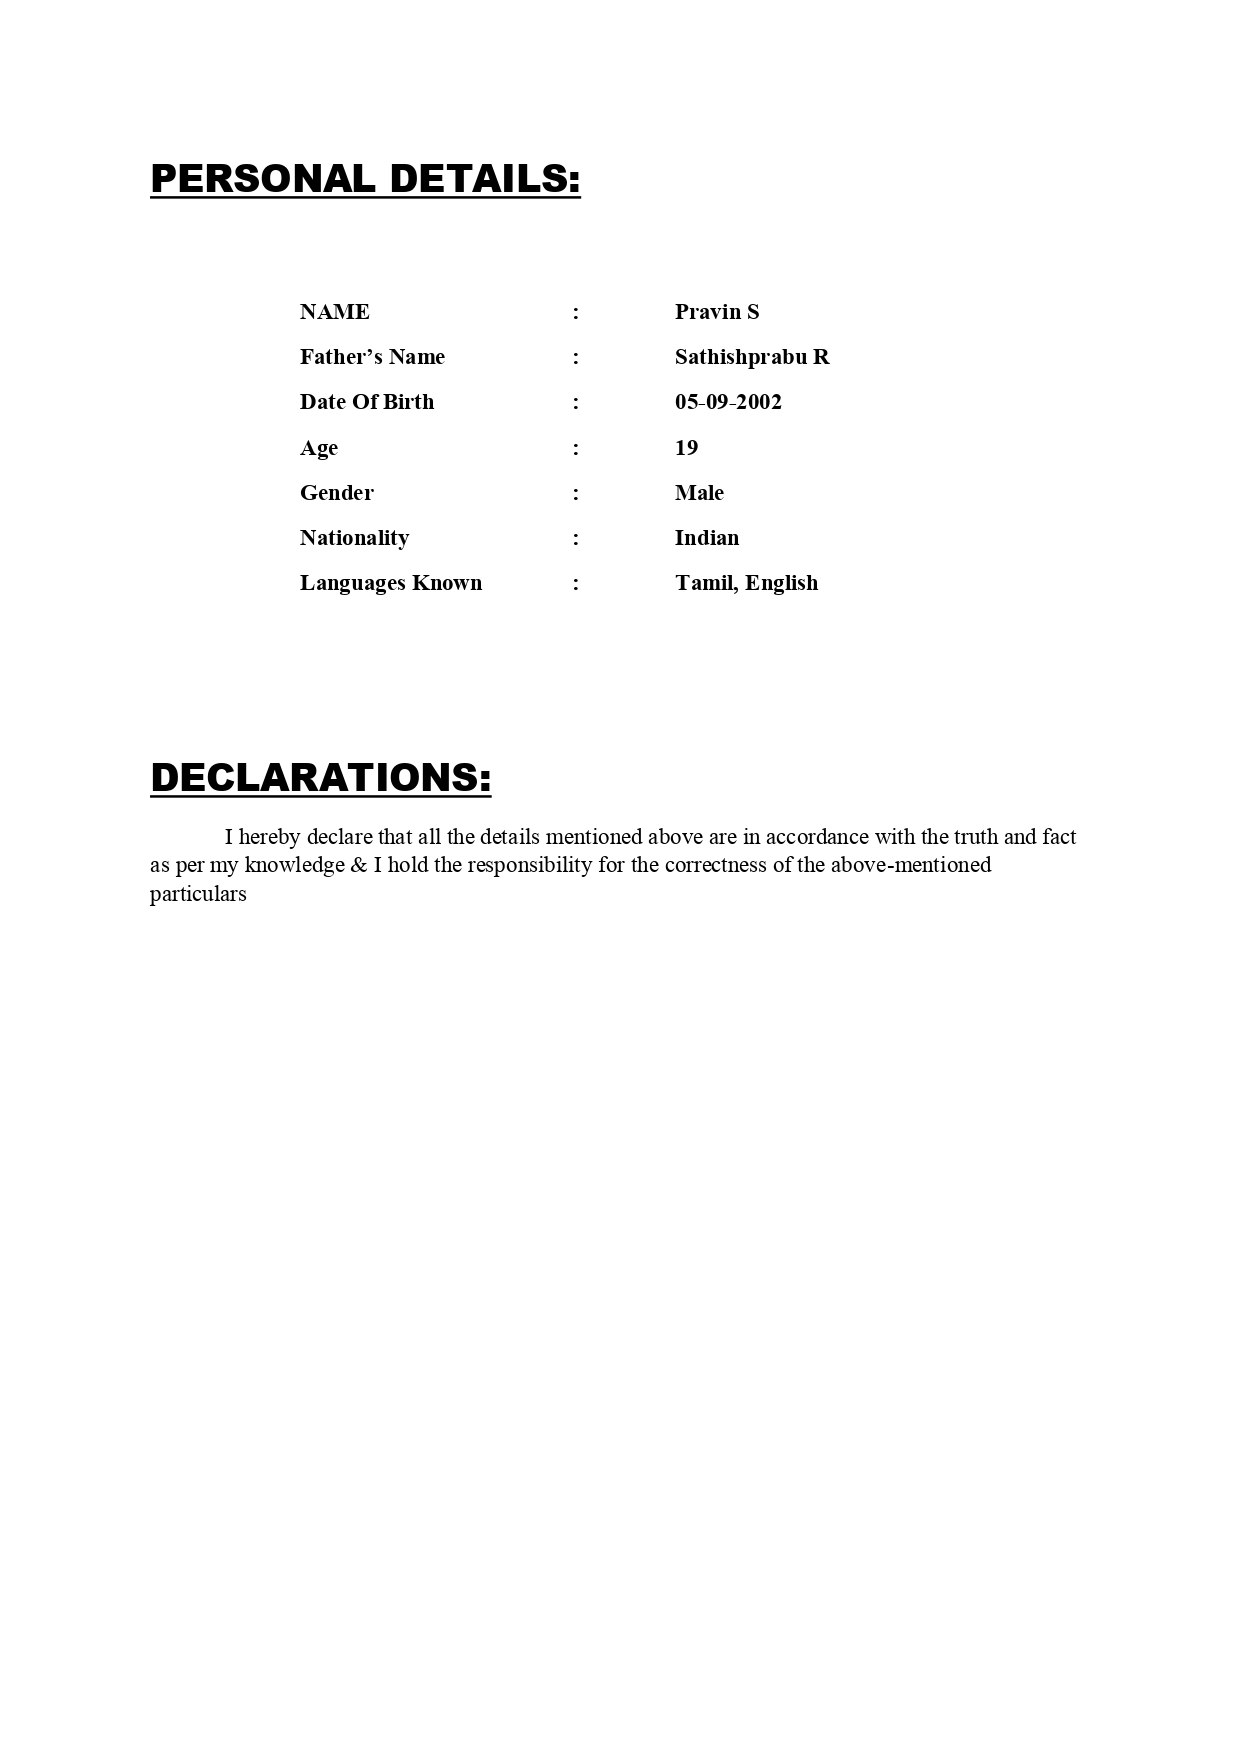 PERSONAL DETAILS:
NAME : Pravin S
Father’s Name : Sathishprabu R
Date Of Birth : 05-09-2002
Age : 19
Gender : Male
Nationality : Indian
Languages Known : Tamil, English
DECLARATIONS:
I hereby declare that all the details mentioned above are in accordance with the truth and fact
as per my knowledge & I hold the responsibility for the correctness of the above-mentioned
particulars